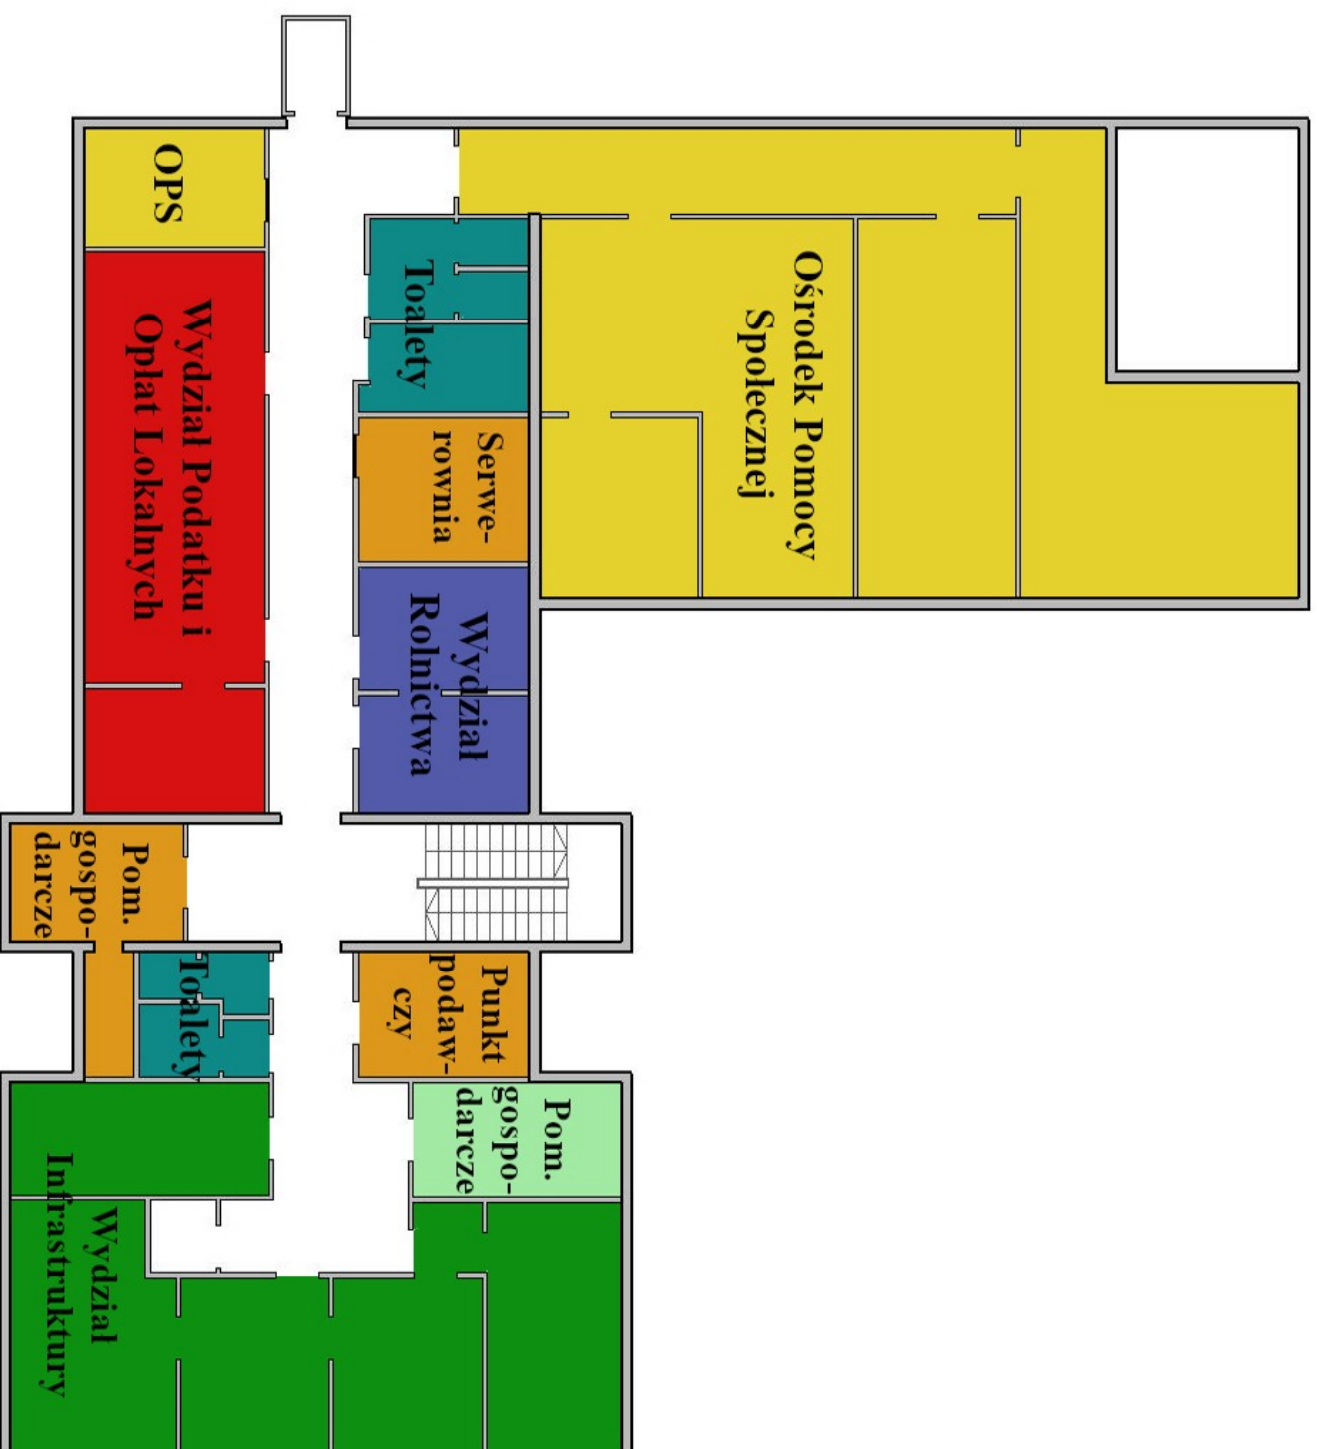 OPS
Wydział Podatku i
Opłat Lokalnych
Toalety
Serwe-
rownia
Wydział
Rolnictwa
Ośrodek Pomocy
Społecznej
Pom.
gospo-
darcze
Toalety
Punkt
podaw-
czy
Pom.
gospo-
darcze
Wydział
Infrastruktury